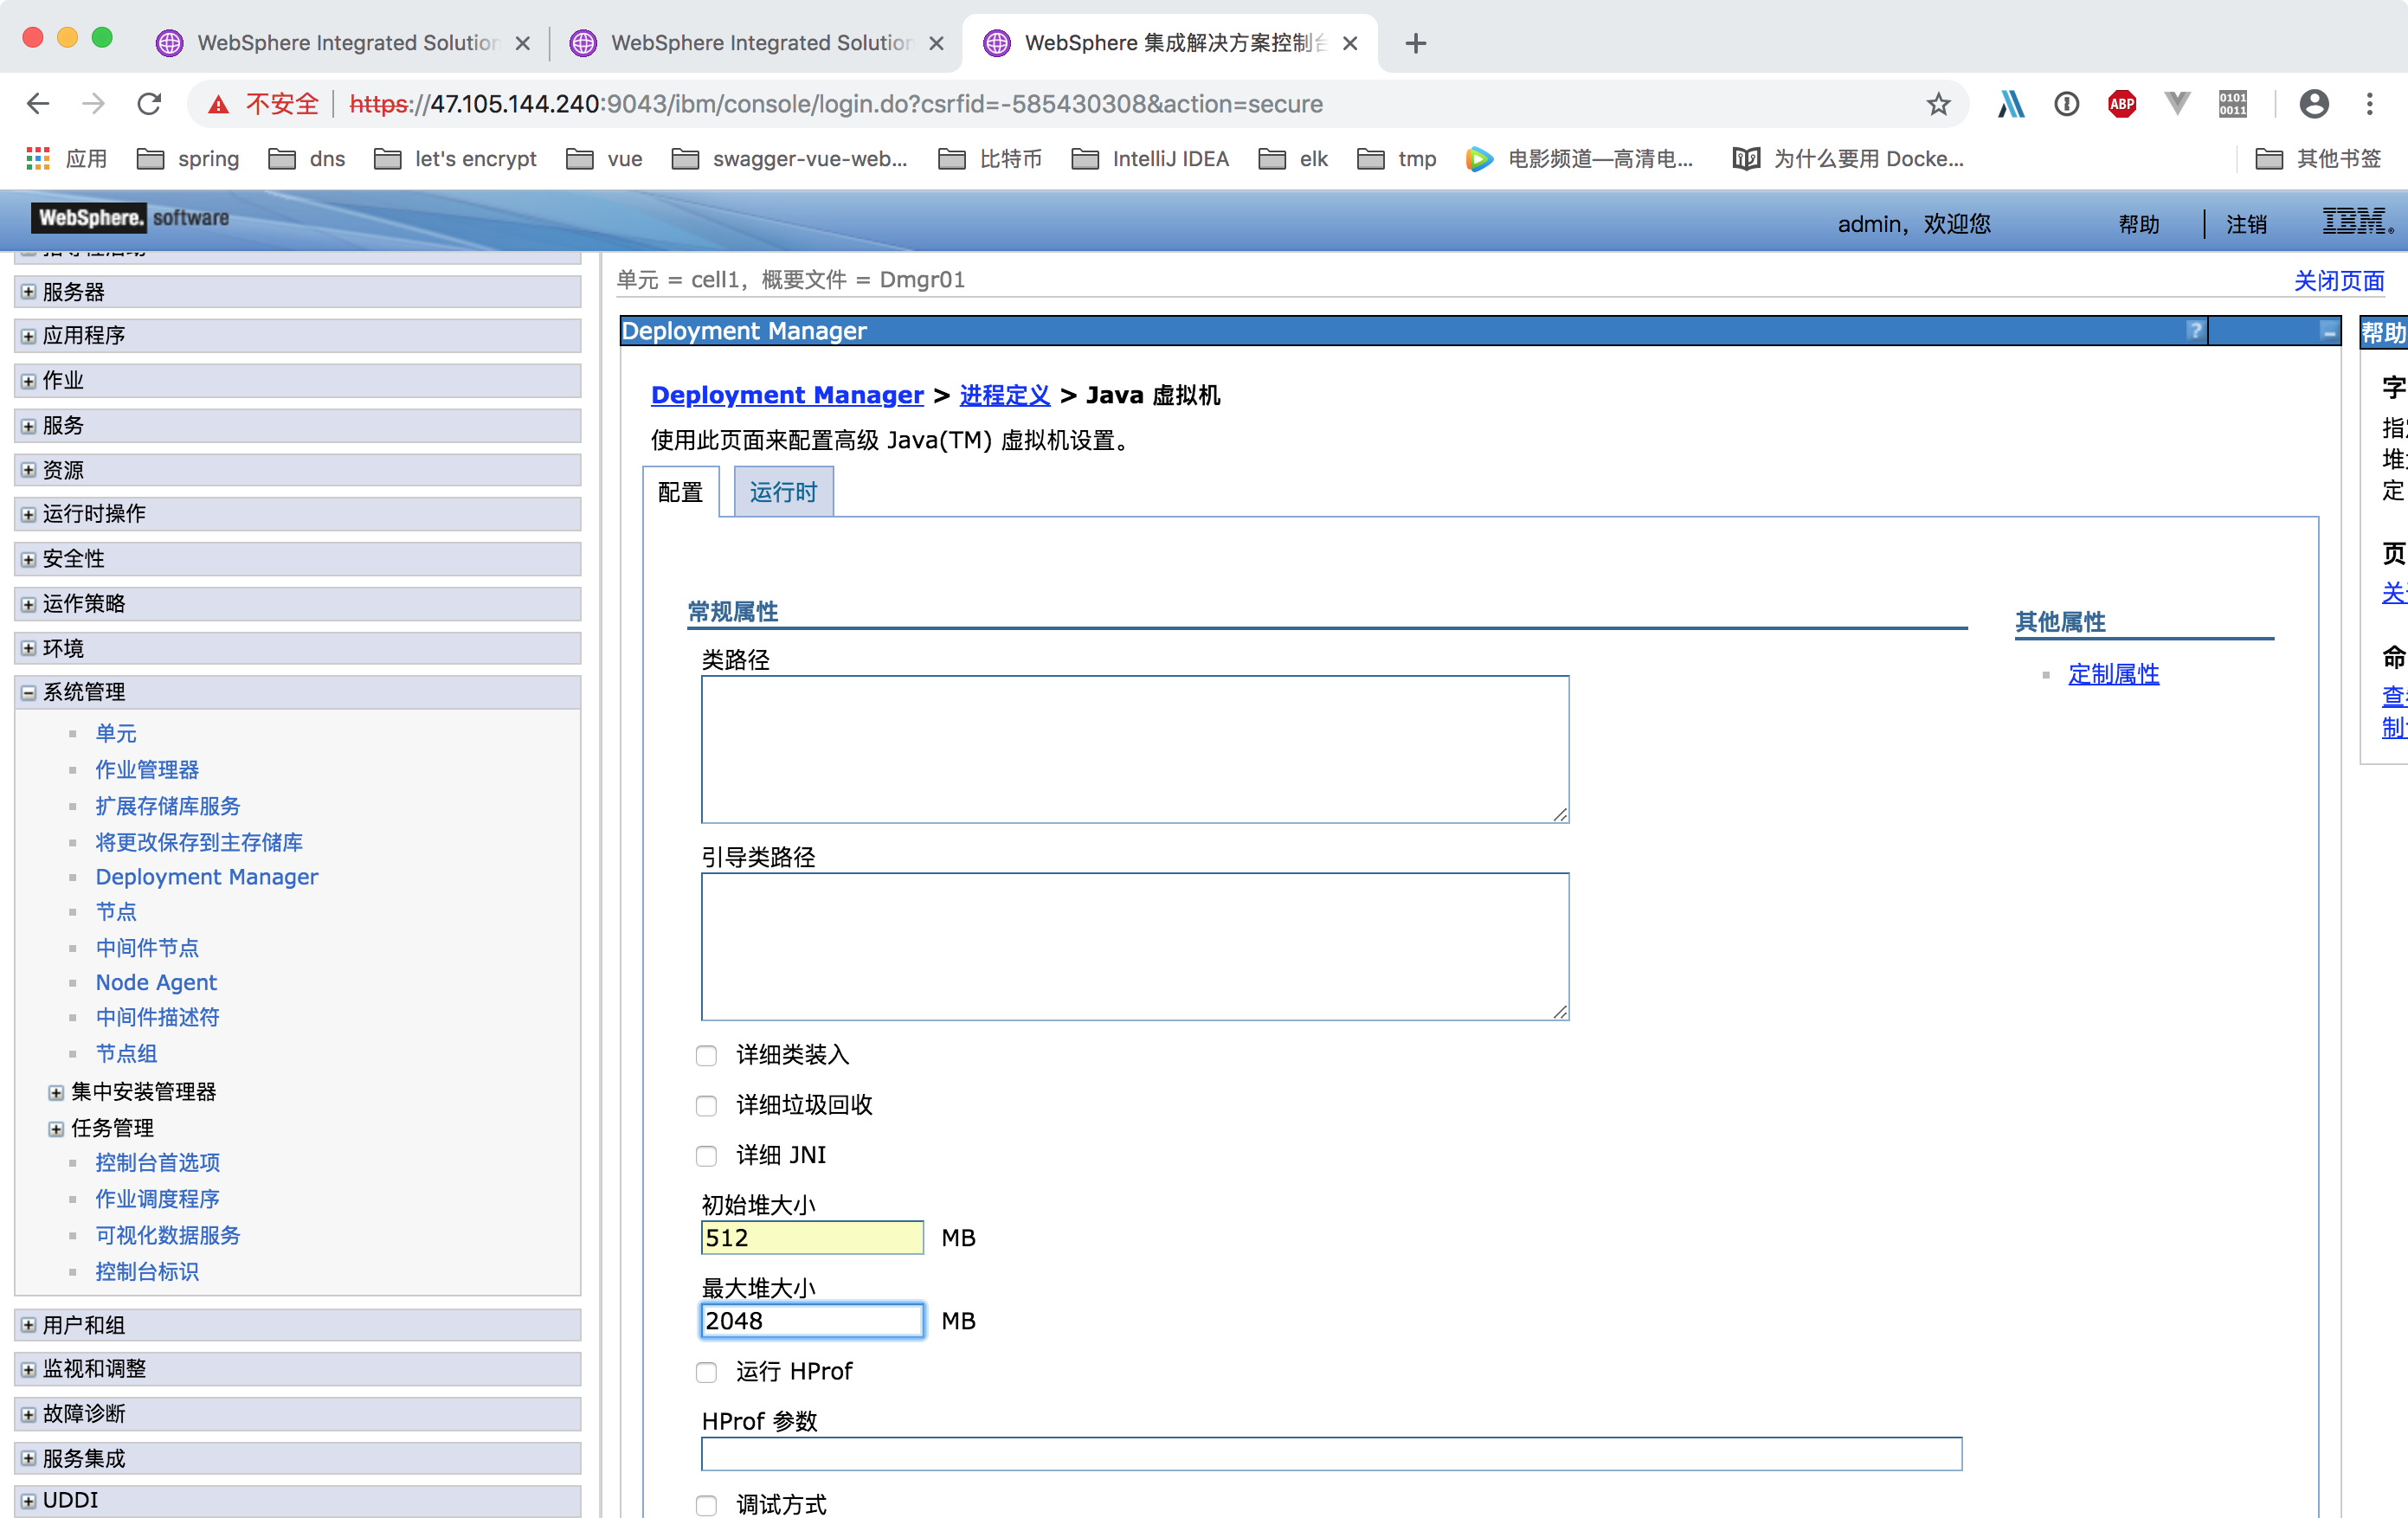 WebSphere Integrated Solution
WebSphere Integrated Solution
WebSphere 集成解决方案控制台
不安全
https://47.105.144.240:9043/ibm/console/login.do?csrfid=-585430308&action=secure
ABP
0101
0011
应用
spring
dns
let's encrypt
vue
swagger-vue-web...
比特币
IntelliJ IDEA
elk
tmp
电影频道—高清电...
为什么要用 Docke...
其他书签
WebSphere. software
admin，欢迎您
帮助
注销
IBM.
服务器
应用程序
作业
服务
资源
运行时操作
安全性
运作策略
环境
系统管理
单元
作业管理器
扩展存储库服务
将更改保存到主存储库
Deployment Manager
节点
中间件节点
Node Agent
中间件描述符
节点组
集中安装管理器
任务管理
控制台首选项
作业调度程序
可视化数据服务
控制台标识
用户和组
监视和调整
故障诊断
服务集成
UDDI
单元 = cell1，概要文件 = Dmgr01
关闭页面
Deployment Manager
?
Deployment Manager > 进程定义 > Java 虚拟机
使用此页面来配置高级 Java(TM) 虚拟机设置。
配置
运行时
常规属性
类路径
引导类路径
详细类装入
详细垃圾回收
详细 JNI
初始堆大小
512 MB
最大堆大小
2048 MB
运行 HProf
HProf 参数
调试方式
其他属性
定制属性
帮助
字
指
堆
定
页
关
命
查
制